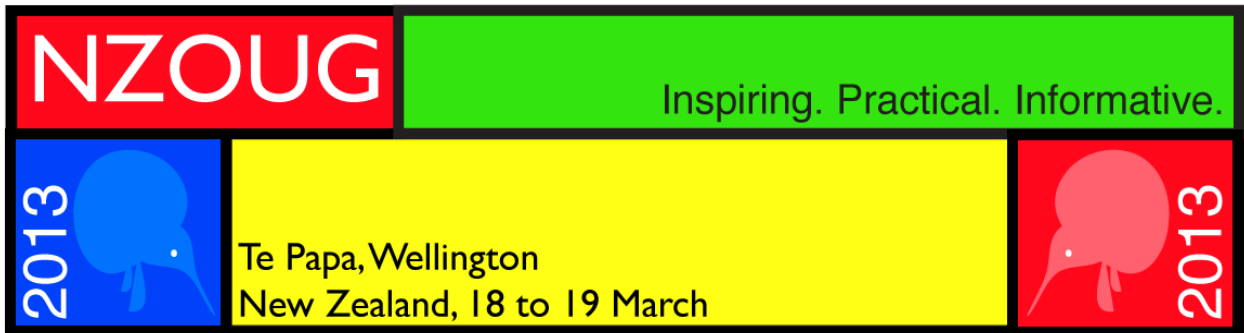 NZOUG
Inspiring. Practical. Informative.
2013
Te Papa, Wellington
New Zealand, 18 to 19 March
2013